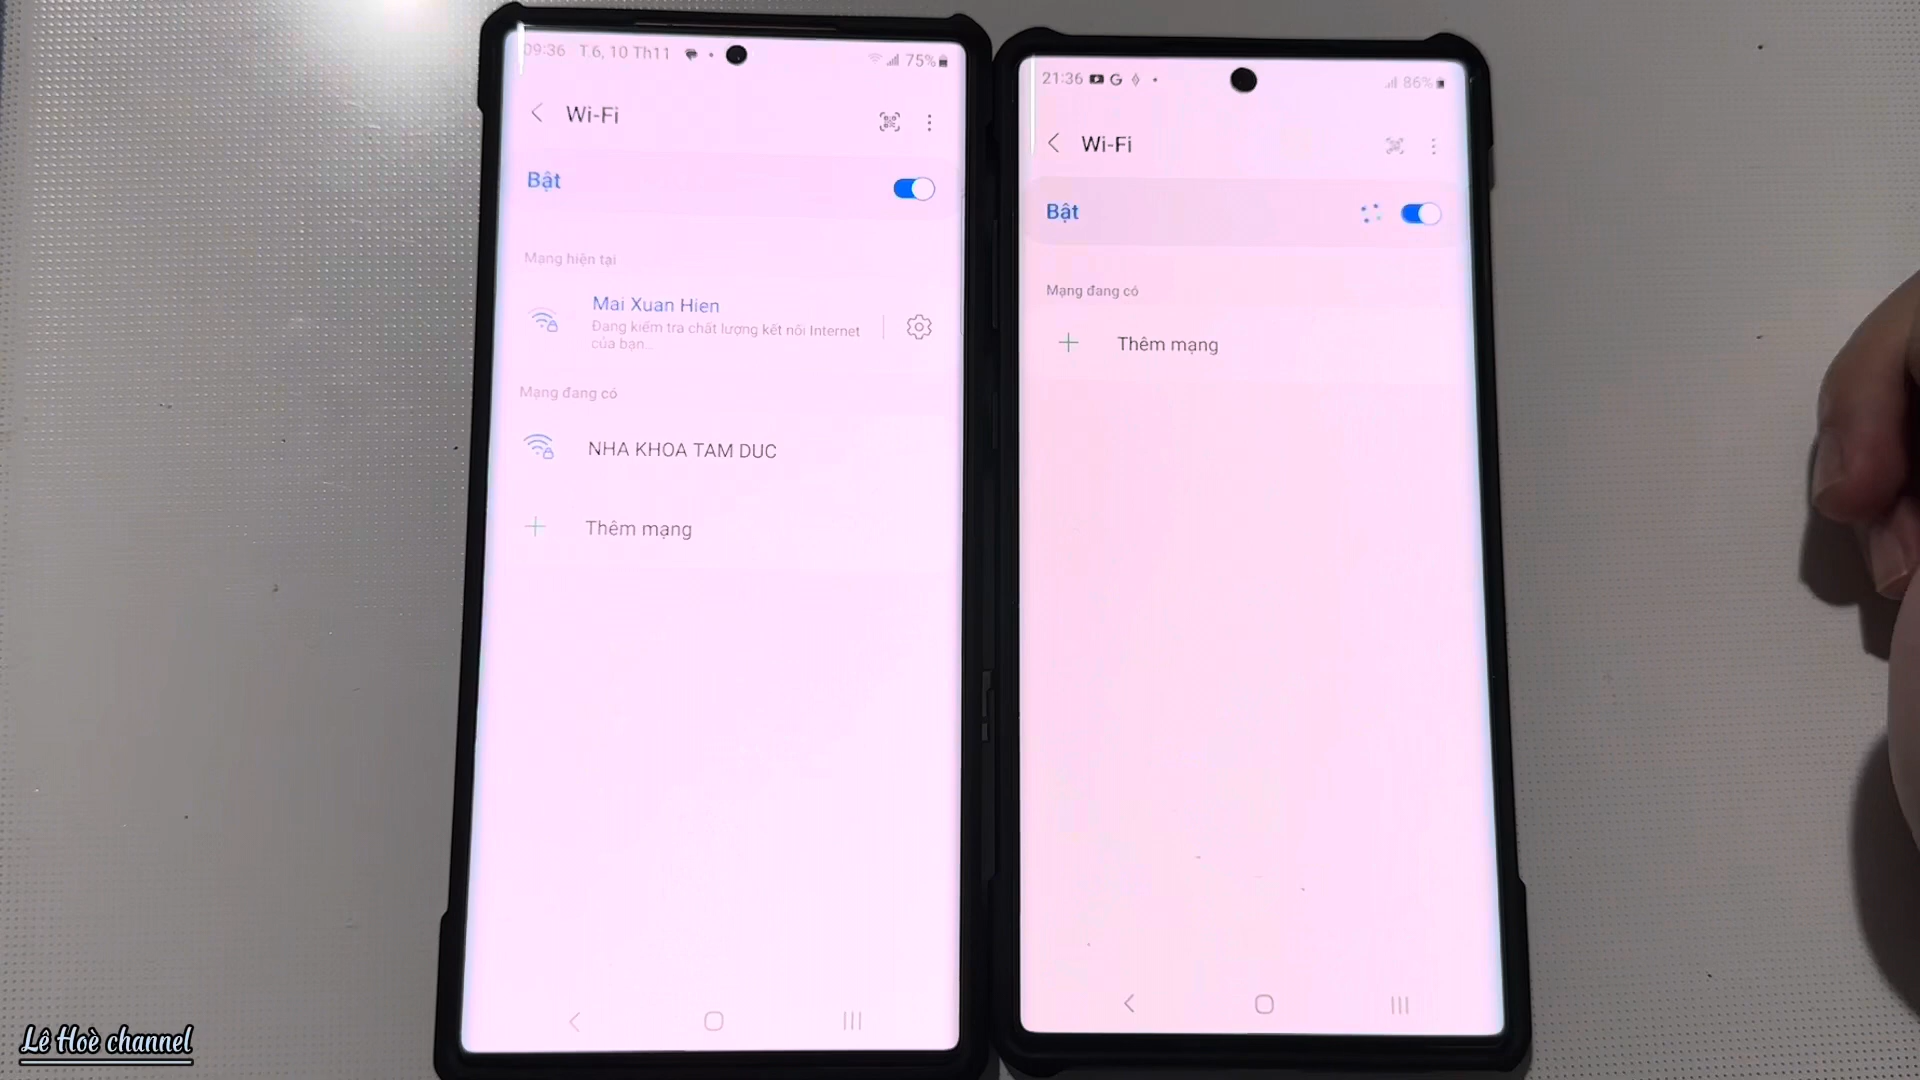 09:36 T.6, 10 Th11
75%
Wi-Fi
Bật
Mạng hiện tại
Mai Xuan Hien
Đang kiểm tra chất lượng kết nối Internet
của bạn...
Mạng đang có
NHA KHOA TAM DUC
Thêm mạng
21:36 G
86%
Wi-Fi
Bật
Mạng đang có
Thêm mạng
Lê Hoè channel